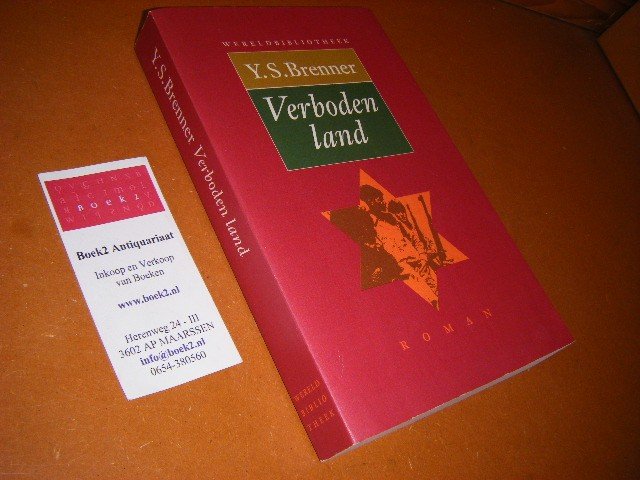 WERELDBIBLIOTHEEK
Y.S.Brenner
Verboden
land
ROMAN
Y.S.Brenner Verboden land
WERELD
BIBLIO
THEEK
BOEK2
Boek2 Antiquariaat
Inkoop en Verkoop
van Boeken
www.boek2.nl
Herenweg 24 - III
3602 AP MAARSSEN
info@boek2.nl
0654-380560